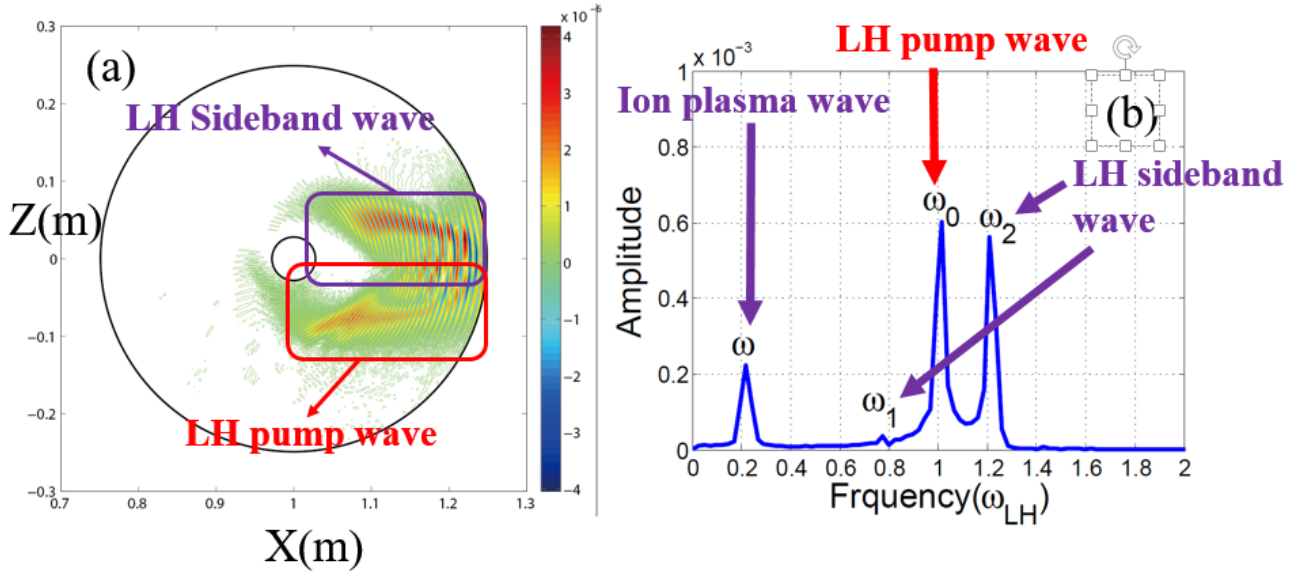 (a)
× 10⁻⁶
LH Sideband wave
LH pump wave
Z(m)
X(m)
0.3
0.2
0.1
0
−0.1
−0.2
−0.3
0.7
0.8
0.9
1
1.1
1.2
1.3
4
3
2
1
0
−1
−2
−3
−4
LH pump wave
× 10⁻³
Ion plasma wave
(b)
LH sideband
wave
ω
ω₁
ω₀
ω₂
Amplitude
1
0.8
0.6
0.4
0.2
0
0
0.2
0.4
0.6
0.8
1
1.2
1.4
1.6
1.8
2
Frquency(ω_LH)